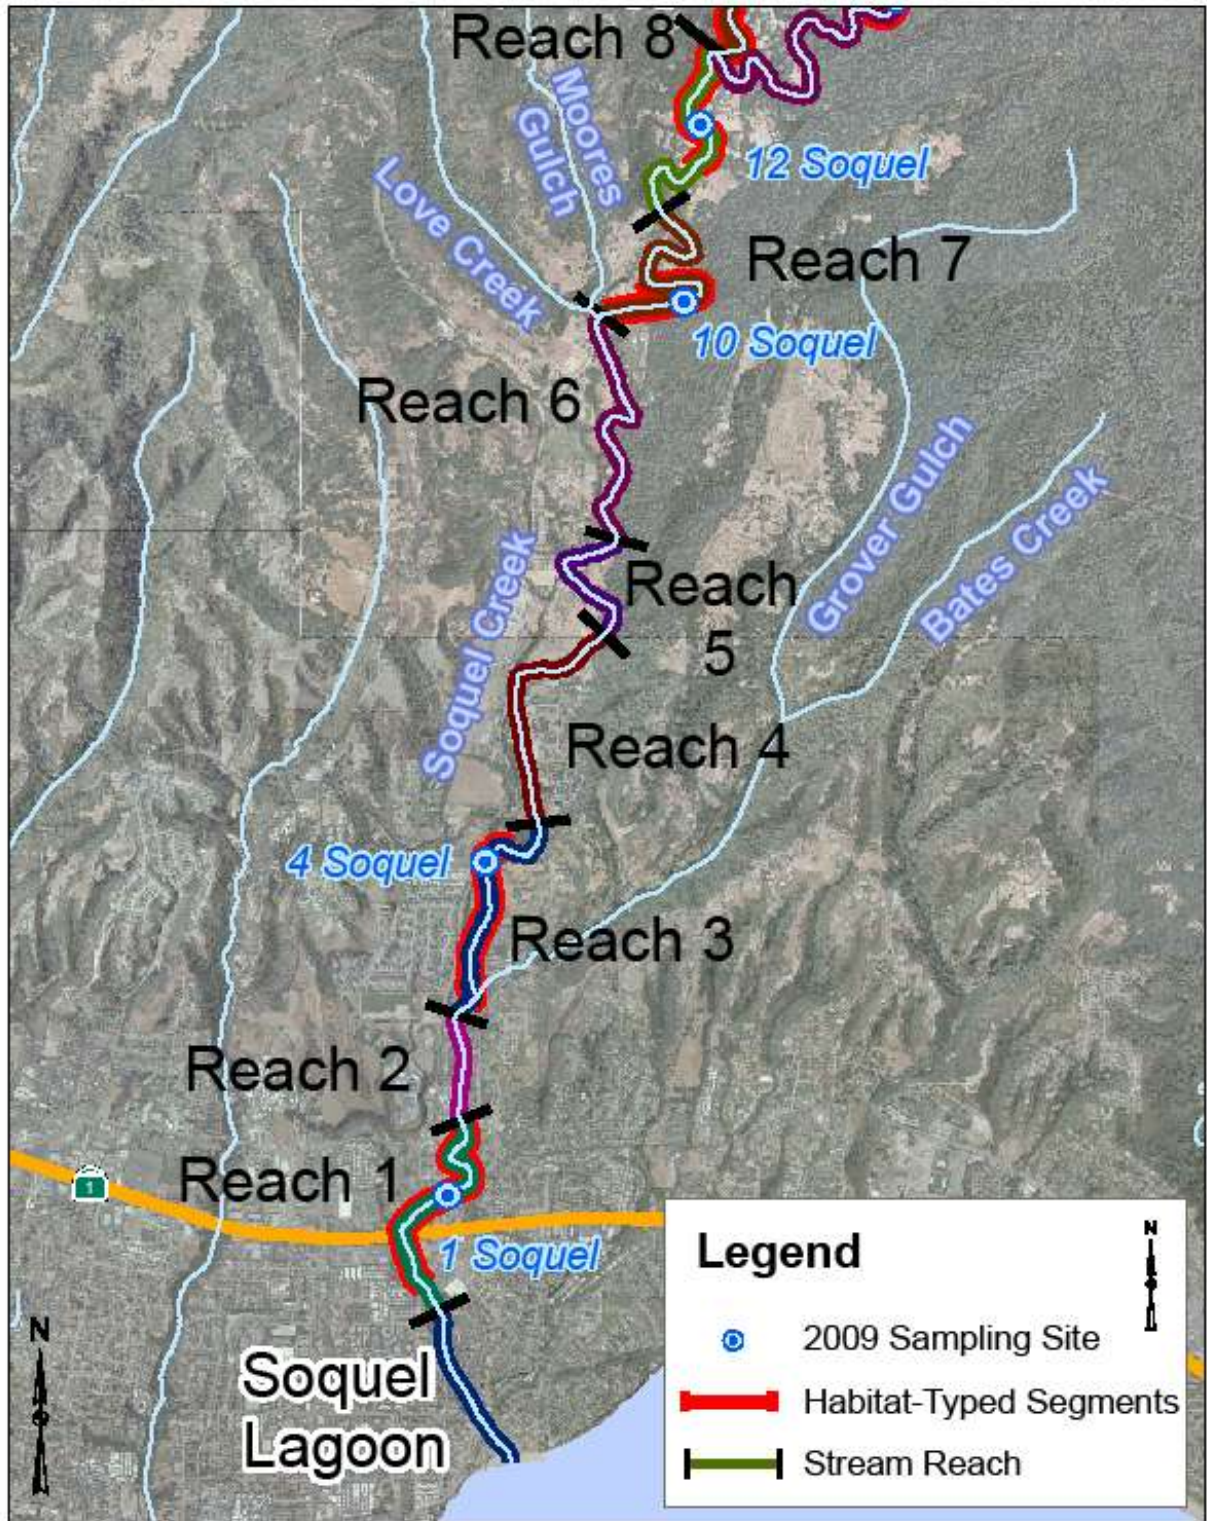 Reach 8
Moores
Gulch
12 Soquel
Love Creek
Reach 7
10 Soquel
Reach 6
Grover Gulch
Bates Creek
Soquel Creek
Reach
5
Reach 4
4 Soquel
Reach 3
Reach 2
Reach 1
1
1 Soquel
Soquel
Lagoon
N
Legend
N
2009 Sampling Site
Habitat-Typed Segments
Stream Reach